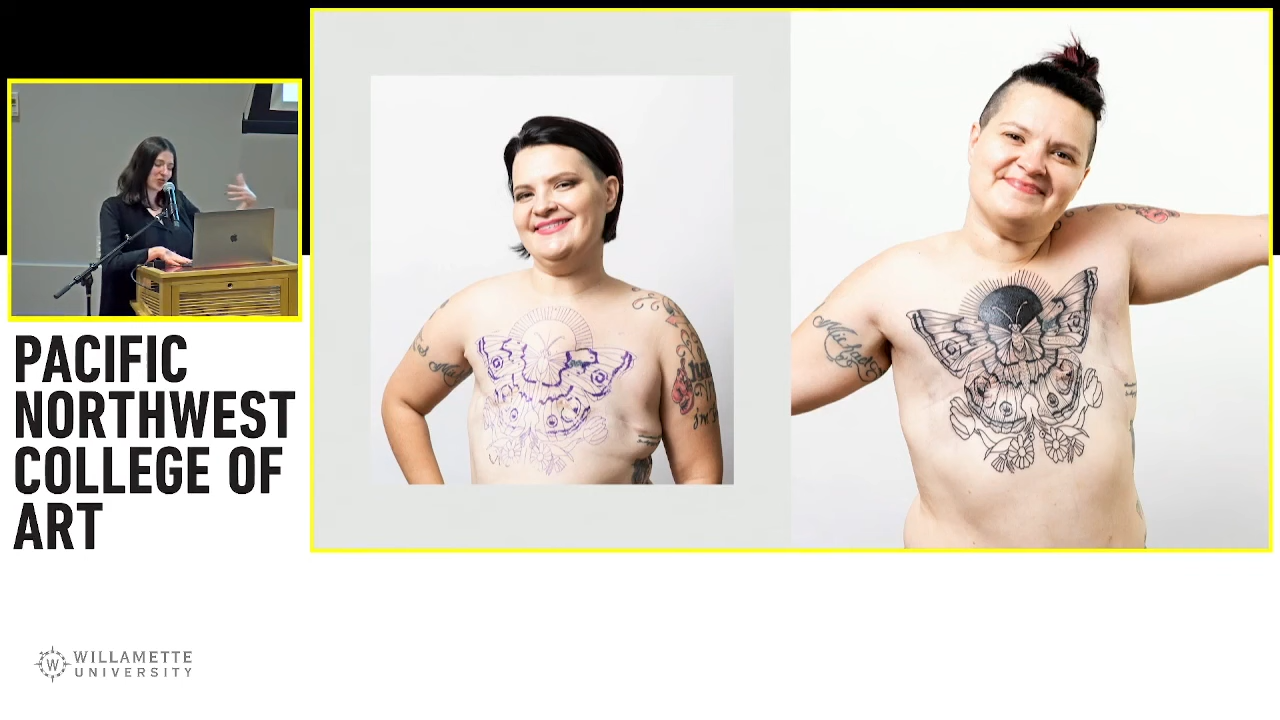 PACIFIC
NORTHWEST
COLLEGE OF
ART
W
WILLAMETTE
UNIVERSITY